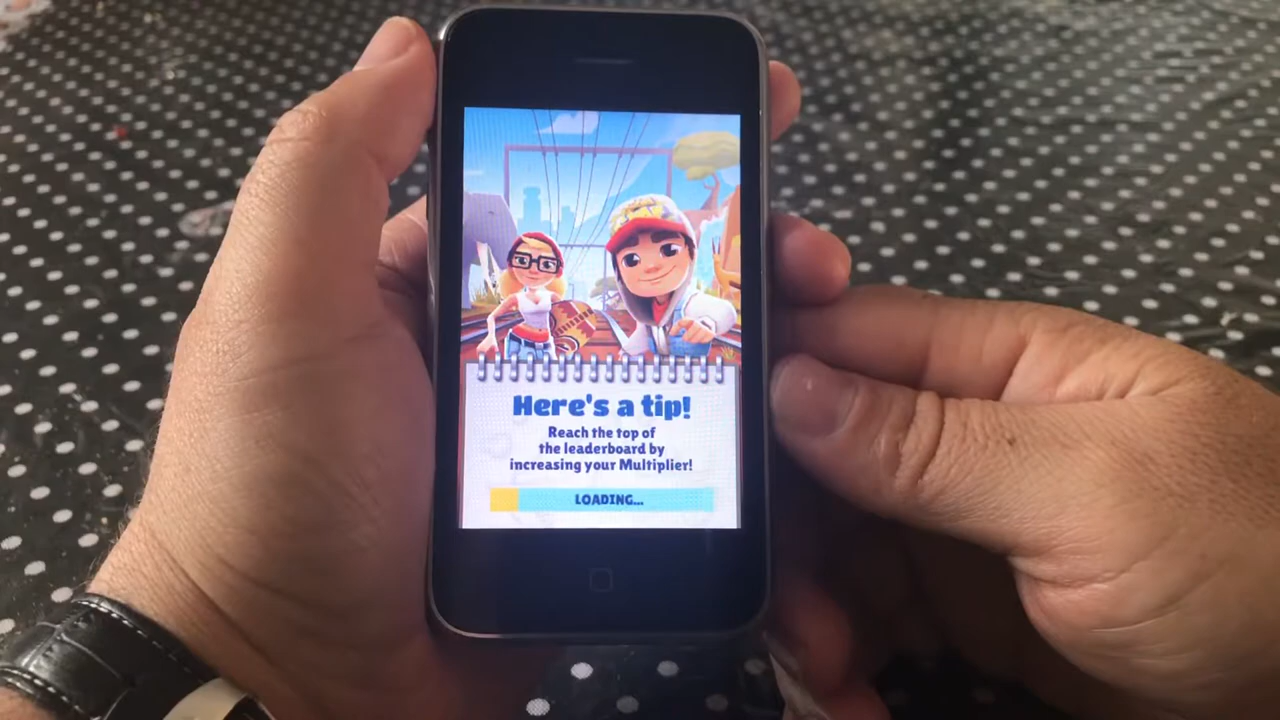 Here's a tip!
Reach the top of
the leaderboard by
increasing your Multiplier!
LOADING...